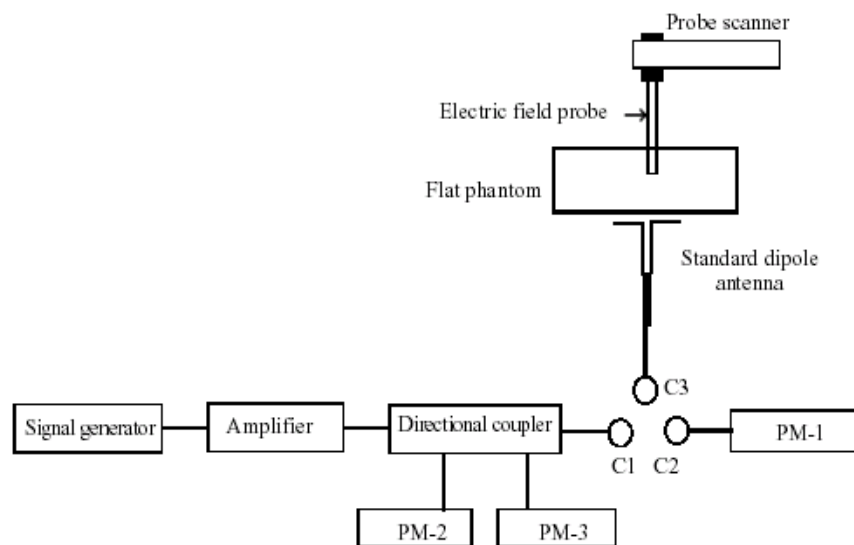 Probe scanner
Electric field probe
Flat phantom
Standard dipole
antenna
C3
Signal generator
Amplifier
Directional coupler
C1
C2
PM-1
PM-2
PM-3